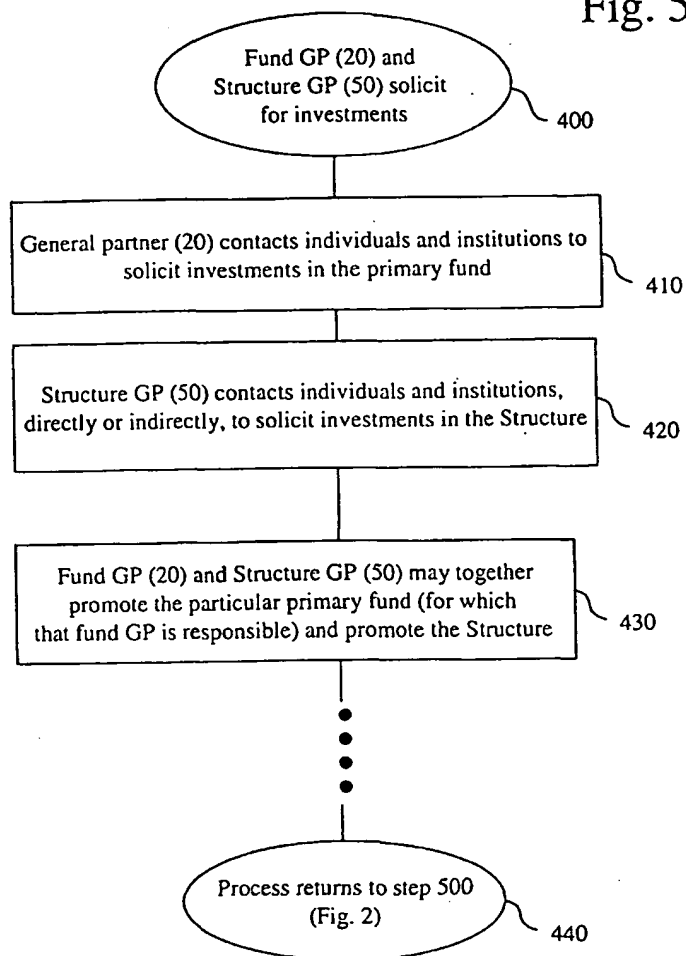 Fig. 5
Fund GP (20) and
Structure GP (50) solicit
for investments
400
General partner (20) contacts individuals and institutions to
solicit investments in the primary fund
410
Structure GP (50) contacts individuals and institutions,
directly or indirectly, to solicit investments in the Structure
420
Fund GP (20) and Structure GP (50) may together
promote the particular primary fund (for which
that fund GP is responsible) and promote the Structure
430
Process returns to step 500
(Fig. 2)
440